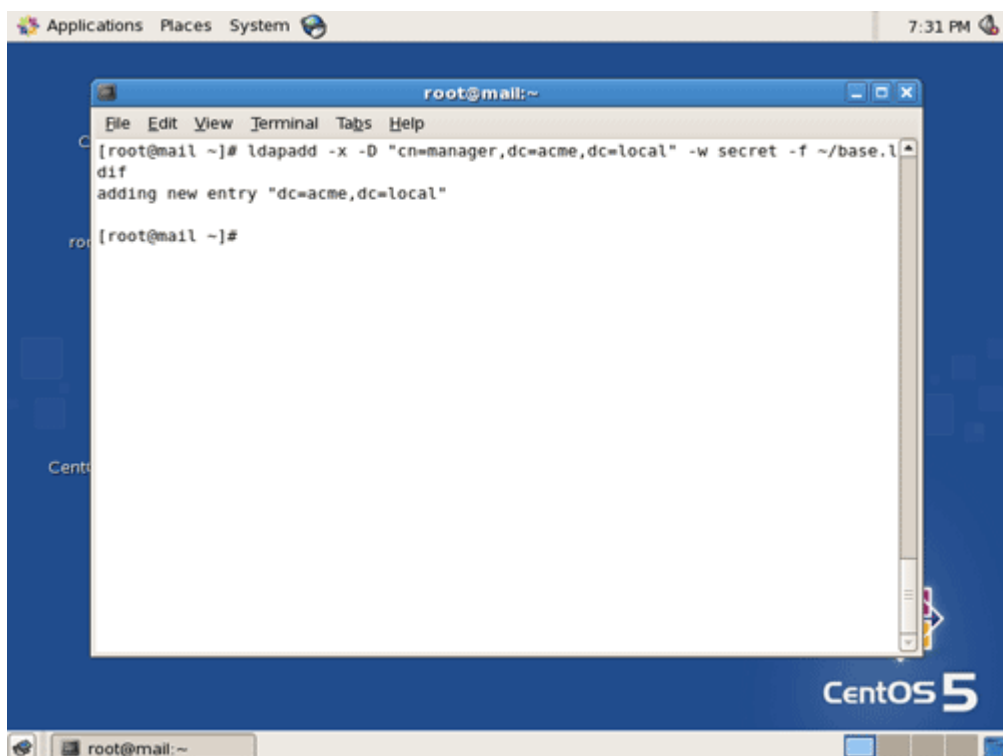 Applications Places System
7:31 PM
root@mail:~
File Edit View Terminal Tabs Help
[root@mail ~]# ldapadd -x -D "cn=manager,dc=acme,dc=local" -w secret -f ~/base.l
dif
adding new entry "dc=acme,dc=local"
[root@mail ~]#
CentOS 5
root@mail:~